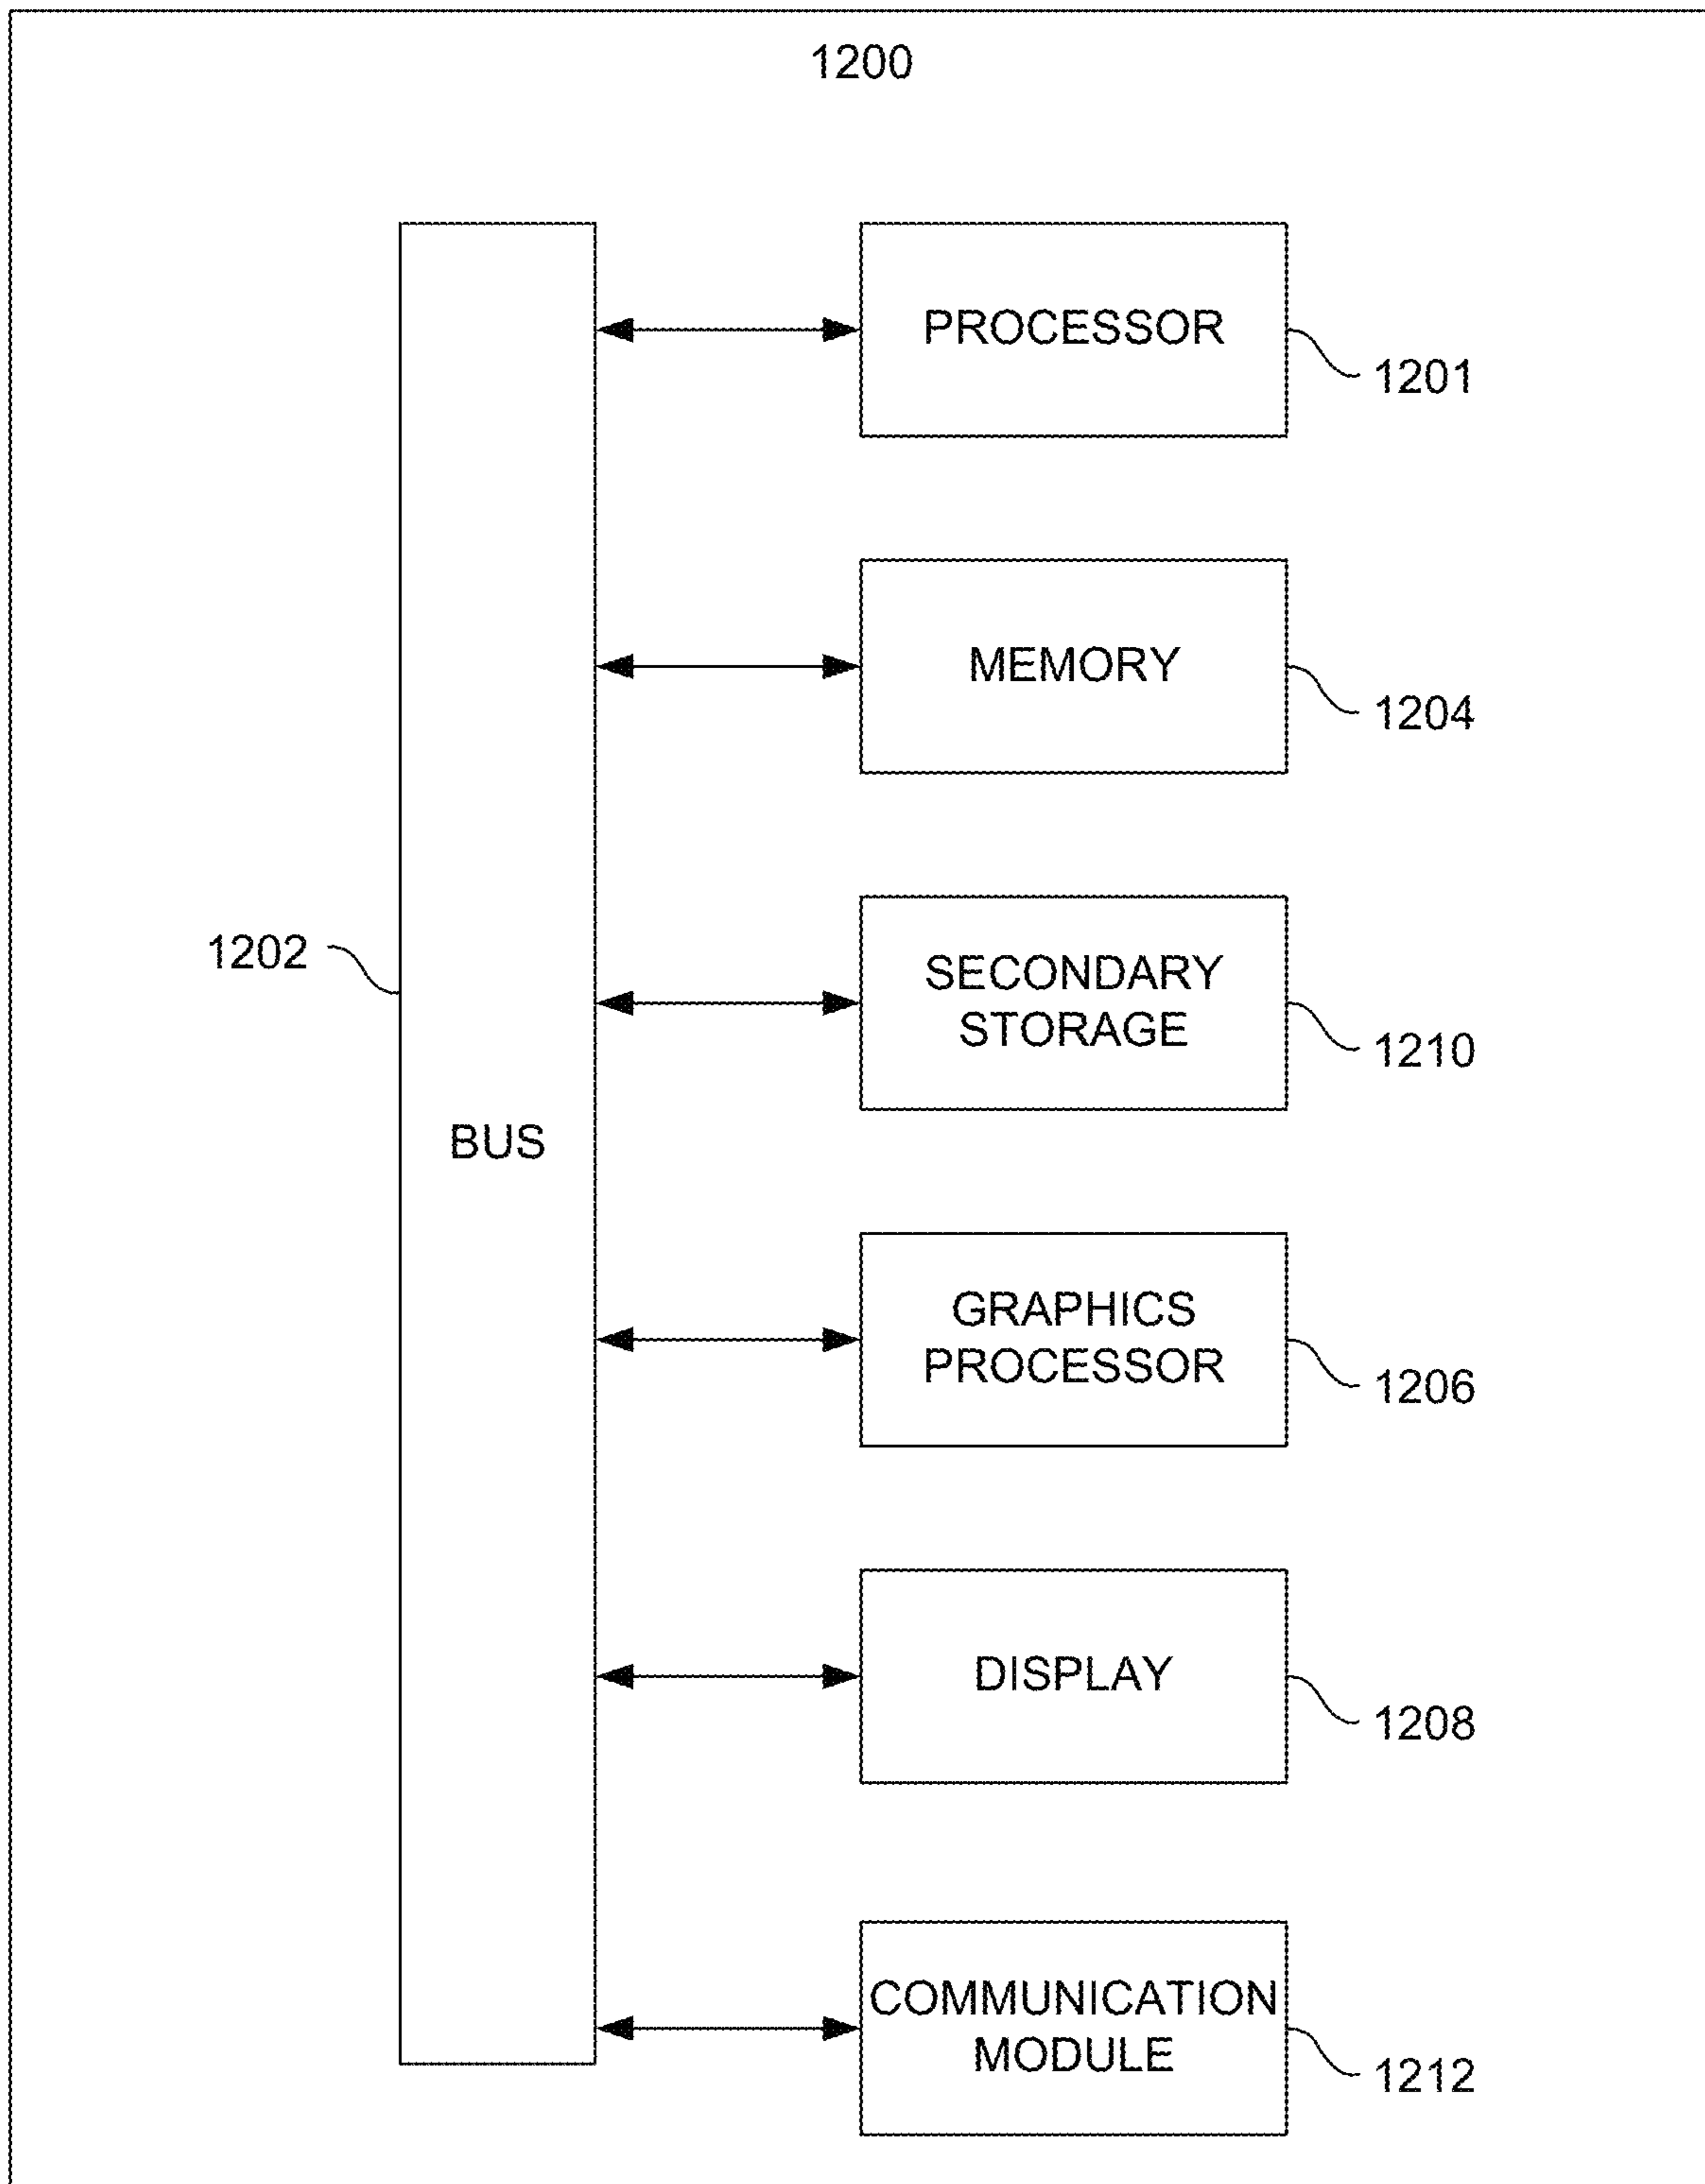 1200
PROCESSOR
1201
MEMORY
1204
1202
SECONDARY
STORAGE
1210
BUS
GRAPHICS
PROCESSOR
1206
DISPLAY
1208
COMMUNICATION
MODULE
1212